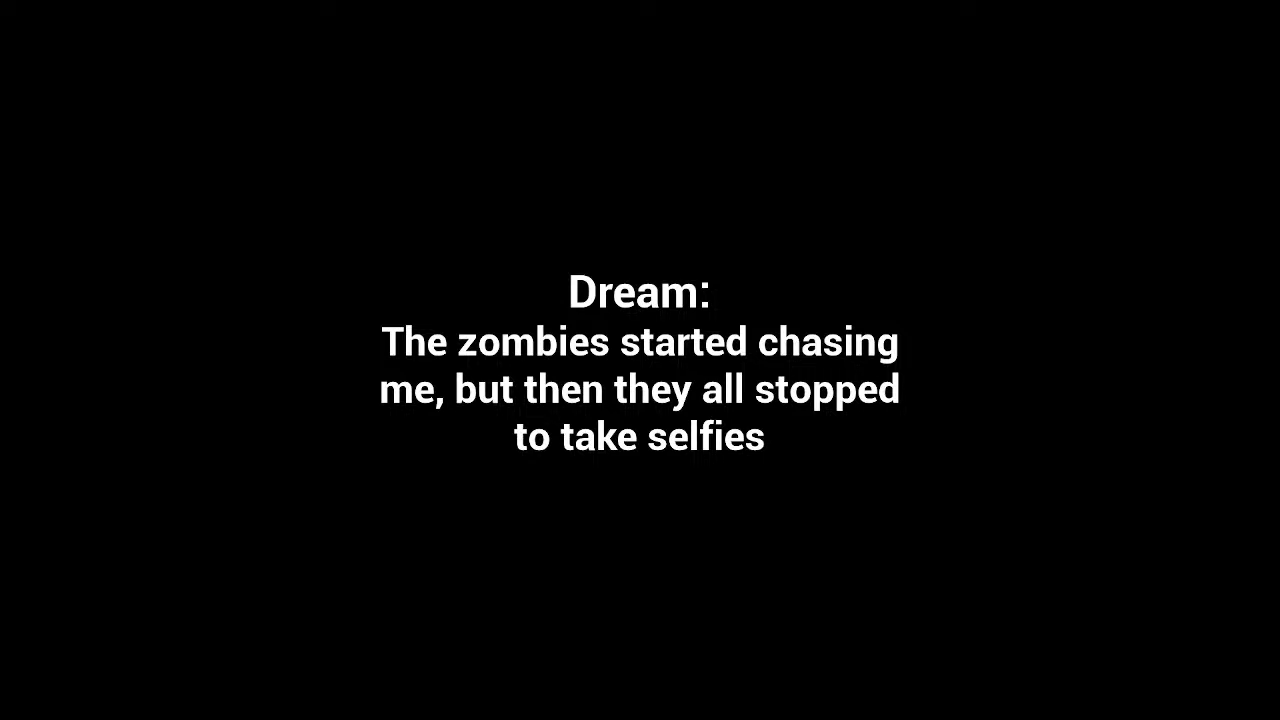 Dream:
The zombies started chasing
me, but then they all stopped
to take selfies